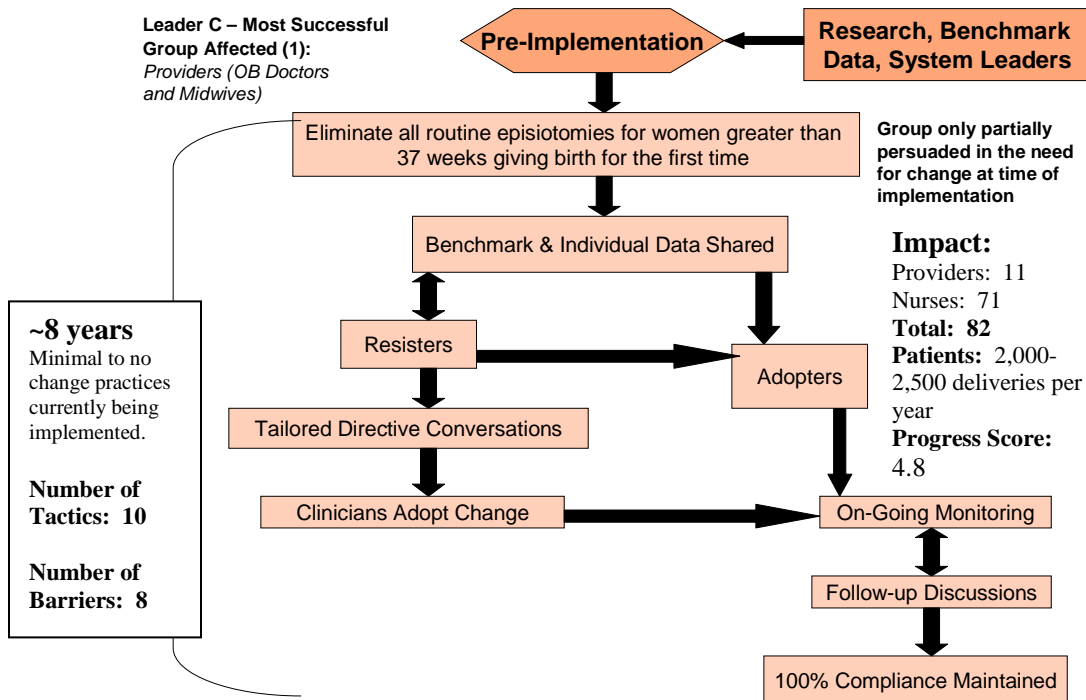 Leader C – Most Successful
Group Affected (1):
Providers (OB Doctors
and Midwives)
Pre-Implementation
Research, Benchmark
Data, System Leaders
Eliminate all routine episiotomies for women greater than
37 weeks giving birth for the first time
Group only partially
persuaded in the need
for change at time of
implementation
Benchmark & Individual Data Shared
Impact:
Providers:  11
Nurses:  71
Total:  82
Patients:  2,000-
2,500 deliveries per
year
Progress Score:
4.8
~8 years
Minimal to no
change practices
currently being
implemented.
Number of
Tactics:  10
Number of
Barriers:  8
Resisters
Adopters
Tailored Directive Conversations
Clinicians Adopt Change
On-Going Monitoring
Follow-up Discussions
100% Compliance Maintained